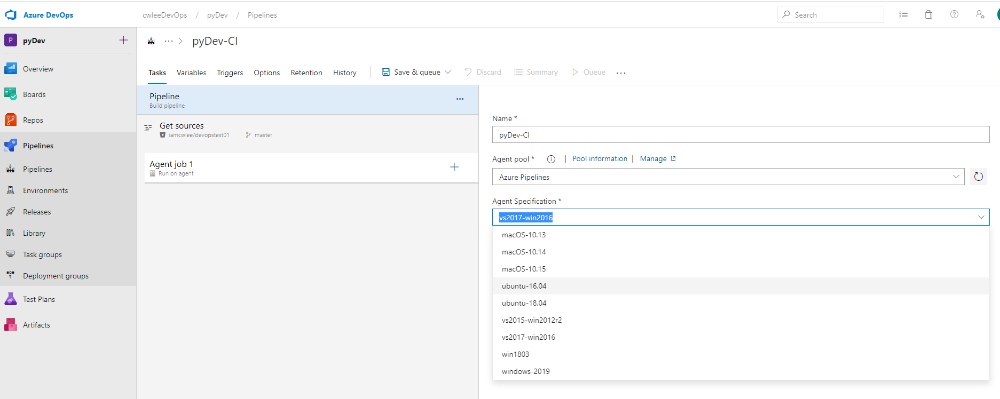 Azure DevOps
cwleeDevOps / pyDev / Pipelines
Search
P pyDev
Overview
Boards
Repos
Pipelines
Pipelines
Environments
Releases
Library
Task groups
Deployment groups
Test Plans
Artifacts
... > pyDev-CI
Tasks Variables Triggers Options Retention History Save & queue Discard Summary Queue ...
Pipeline
Build pipeline
Get sources
iamcwlee/devopstest01 master
Agent job 1
Run on agent
Name *
pyDev-CI
Agent pool * | Pool information | Manage
Azure Pipelines
Agent Specification *
vs2017-win2016
macOS-10.13
macOS-10.14
macOS-10.15
ubuntu-16.04
ubuntu-18.04
vs2015-win2012r2
vs2017-win2016
win1803
windows-2019